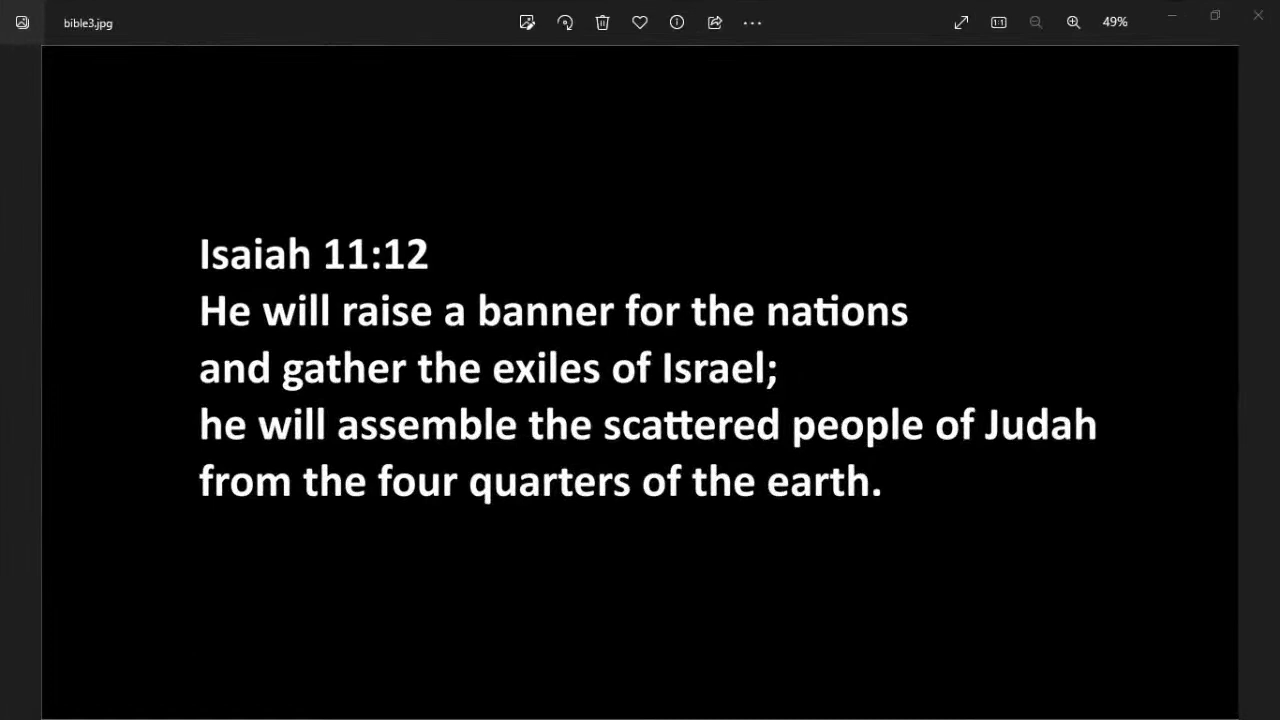 bible3.jpg
49%
Isaiah 11:12
He will raise a banner for the nations
and gather the exiles of Israel;
he will assemble the scattered people of Judah
from the four quarters of the earth.